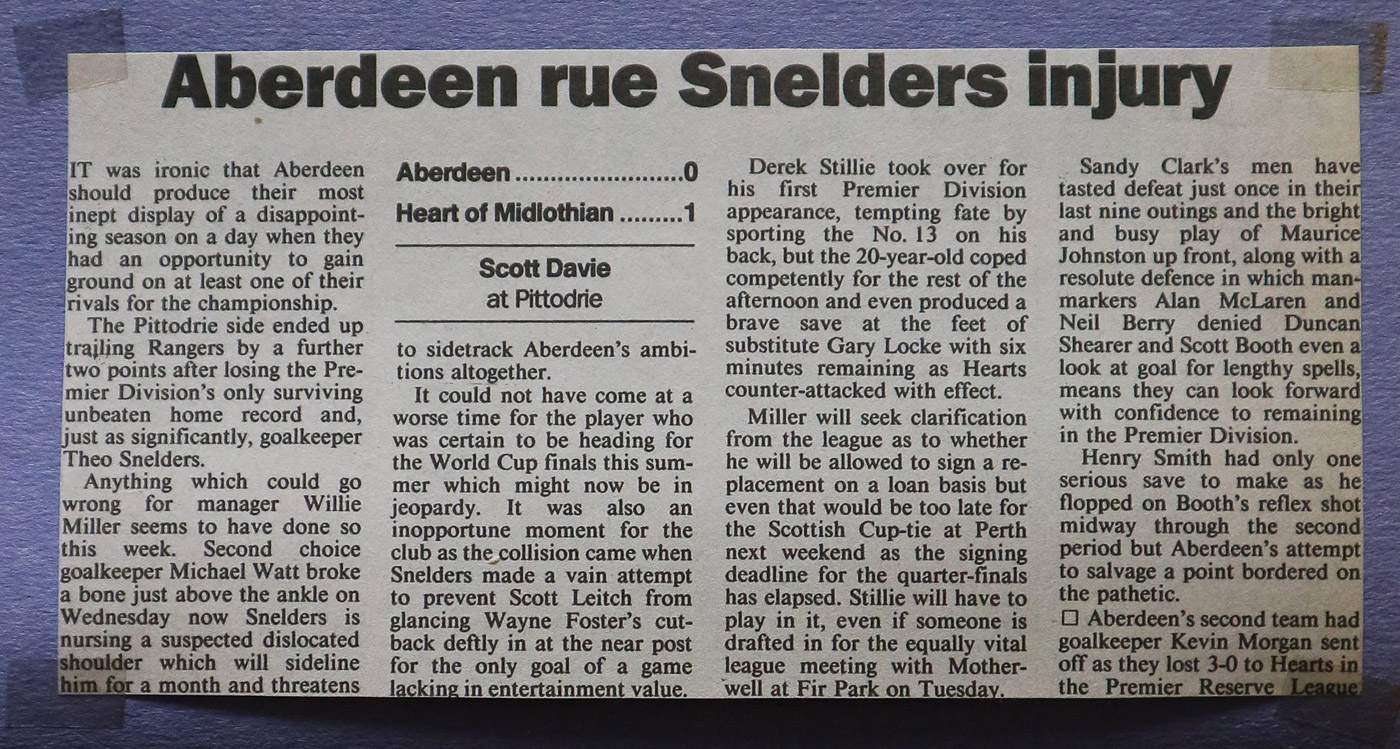 Aberdeen rue Snelders injury
IT was ironic that Aberdeen
should produce their most
inept display of a disappoint-
ing season on a day when they
had an opportunity to gain
ground on at least one of their
rivals for the championship.
The Pittodrie side ended up
trailing Rangers by a further
two points after losing the Pre-
mier Division's only surviving
unbeaten home record and,
just as significantly, goalkeeper
Theo Snelders.
Anything which could go
wrong for manager Willie
Miller seems to have done so
this week. Second choice
goalkeeper Michael Watt broke
a bone just above the ankle on
Wednesday now Snelders is
nursing a suspected dislocated
shoulder which will sideline
him for a month and threatens
Aberdeen ........................0
Heart of Midlothian .........1
Scott Davie
at Pittodrie
to sidetrack Aberdeen's ambi-
tions altogether.
It could not have come at a
worse time for the player who
was certain to be heading for
the World Cup finals this sum-
mer which might now be in
jeopardy. It was also an
inopportune moment for the
club as the collision came when
Snelders made a vain attempt
to prevent Scott Leitch from
glancing Wayne Foster's cut-
back deftly in at the near post
for the only goal of a game
lacking in entertainment value.
Derek Stillie took over for
his first Premier Division
appearance, tempting fate by
sporting the No. 13 on his
back, but the 20-year-old coped
competently for the rest of the
afternoon and even produced a
brave save at the feet of
substitute Gary Locke with six
minutes remaining as Hearts
counter-attacked with effect.
Miller will seek clarification
from the league as to whether
he will be allowed to sign a re-
placement on a loan basis but
even that would be too late for
the Scottish Cup-tie at Perth
next weekend as the signing
deadline for the quarter-finals
has elapsed. Stillie will have to
play in it, even if someone is
drafted in for the equally vital
league meeting with Mother-
well at Fir Park on Tuesday.
Sandy Clark's men have
tasted defeat just once in their
last nine outings and the bright
and busy play of Maurice
Johnston up front, along with a
resolute defence in which man-
markers Alan McLaren and
Neil Berry denied Duncan
Shearer and Scott Booth even a
look at goal for lengthy spells,
means they can look forward
with confidence to remaining
in the Premier Division.
Henry Smith had only one
serious save to make as he
flopped on Booth's reflex shot
midway through the second
period but Aberdeen's attempt
to salvage a point bordered on
the pathetic.
□ Aberdeen's second team had
goalkeeper Kevin Morgan sent
off as they lost 3-0 to Hearts in
the Premier Reserve League